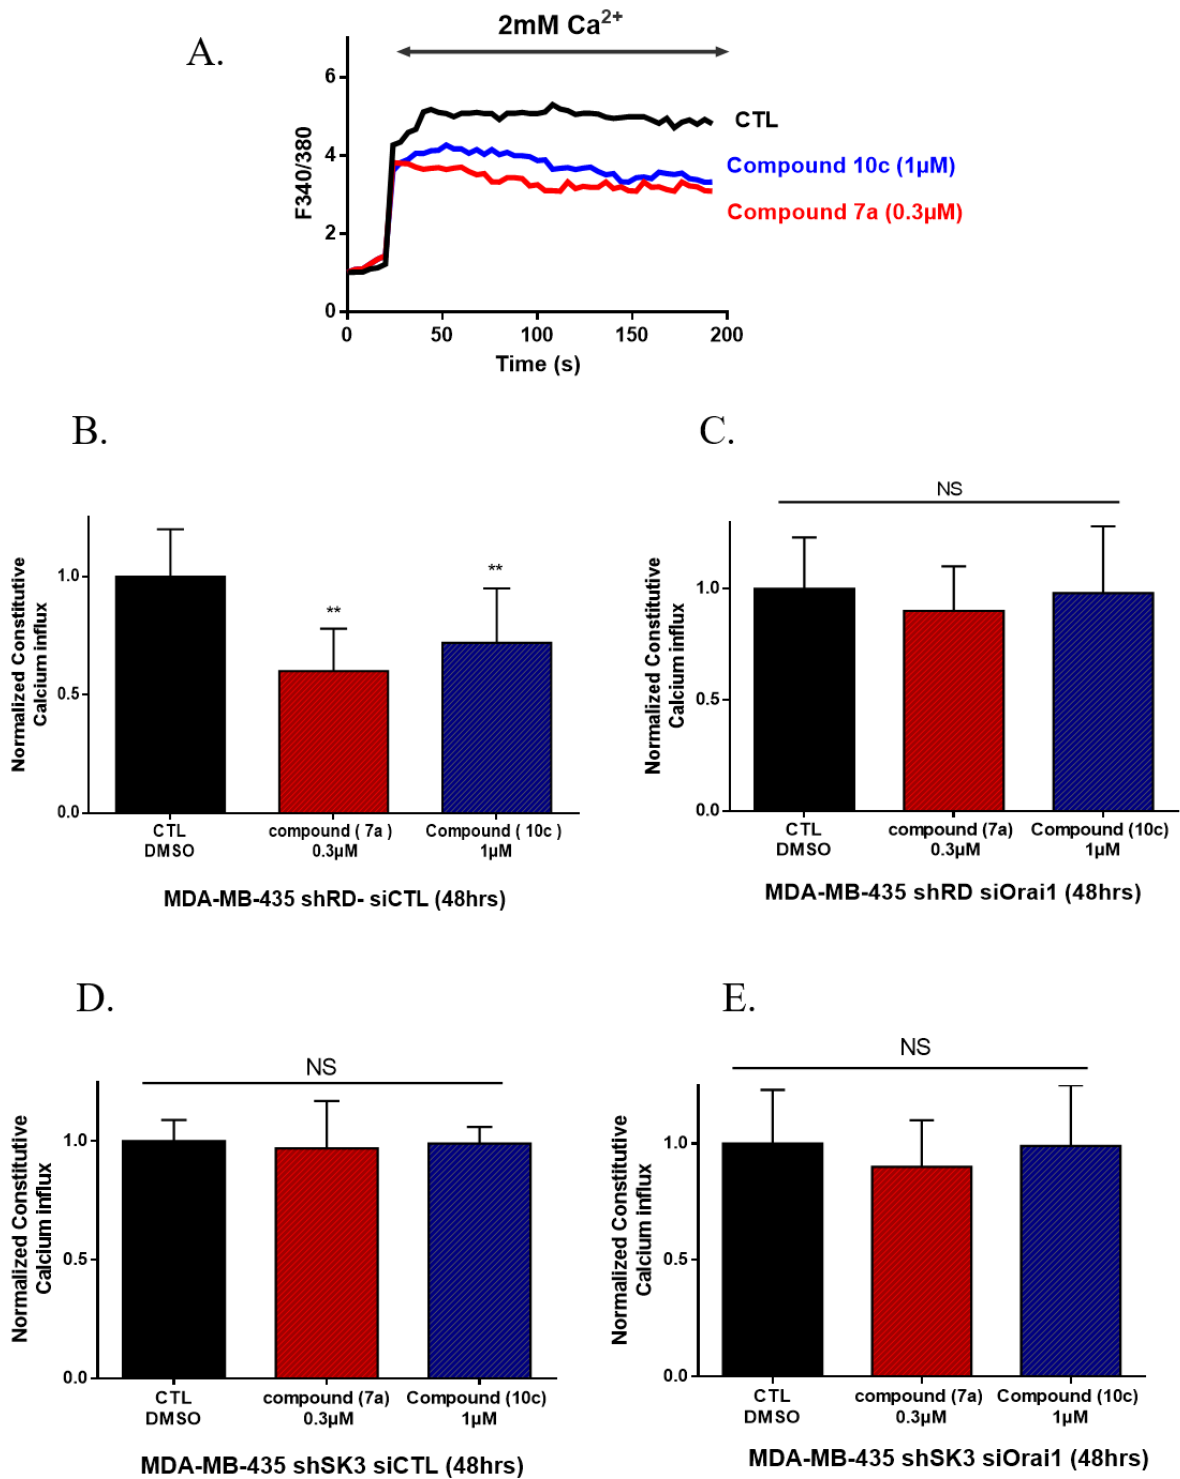 A.
2mM Ca²⁺
6
4
2
0
F340/380
0 50 100 150 200
Time (s)
CTL
Compound 10c (1µM)
Compound 7a (0.3µM)
B.
Normalized Constitutive
Calcium influx
1.0
0.5
0.0
**
**
CTL
DMSO
compound ( 7a )
0.3µM
Compound ( 10c )
1µM
MDA-MB-435 shRD- siCTL (48hrs)
C.
NS
Normalized Constitutive
Calcium influx
1.0
0.5
0.0
CTL
DMSO
compound (7a)
0.3µM
Compound (10c)
1µM
MDA-MB-435 shRD siOrai1 (48hrs)
D.
NS
Normalized Constitutive
Calcium influx
1.0
0.5
0.0
CTL
DMSO
compound (7a)
0.3µM
Compound (10c)
1µM
MDA-MB-435 shSK3 siCTL (48hrs)
E.
NS
Normalized Constitutive
Calcium influx
1.0
0.5
0.0
CTL
DMSO
compound (7a)
0.3µM
Compound (10c)
1µM
MDA-MB-435 shSK3 siOrai1 (48hrs)